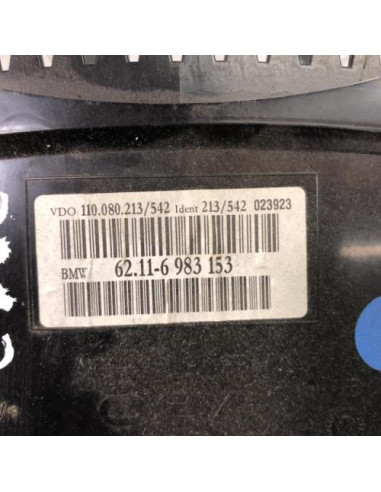 VDO 110.080.213/542 Ident 213/542 023923
BMW 62.11-6 983 153